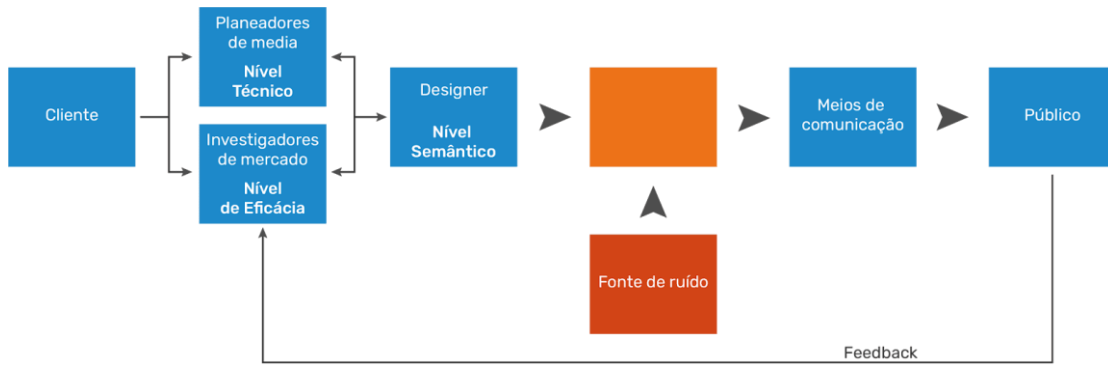 Cliente
Planeadores
de media
Nível
Técnico
Investigadores
de mercado
Nível
de Eficácia
Designer
Nível
Semântico
Meios de
comunicação
Público
Fonte de ruído
Feedback